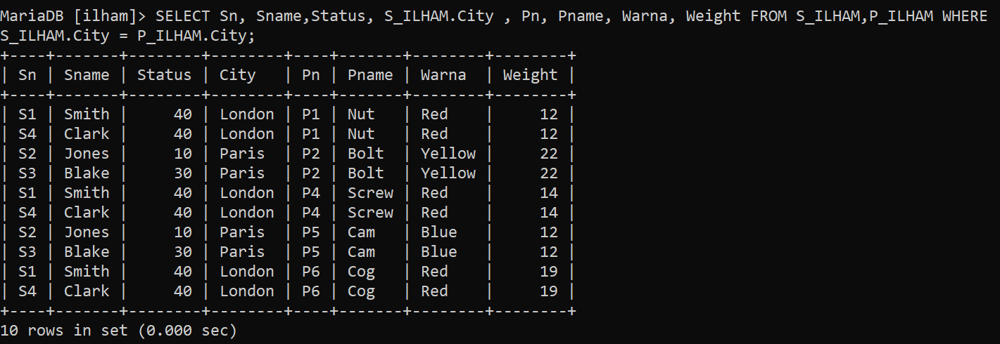 MariaDB [ilham]> SELECT Sn, Sname,Status, S_ILHAM.City , Pn, Pname, Warna, Weight FROM S_ILHAM,P_ILHAM WHERE
S_ILHAM.City = P_ILHAM.City;
+----+-------+--------+--------+----+-------+--------+--------+
| Sn | Sname | Status | City   | Pn | Pname | Warna  | Weight |
+----+-------+--------+--------+----+-------+--------+--------+
| S1 | Smith |     40 | London | P1 | Nut   | Red    |     12 |
| S4 | Clark |     40 | London | P1 | Nut   | Red    |     12 |
| S2 | Jones |     10 | Paris  | P2 | Bolt  | Yellow |     22 |
| S3 | Blake |     30 | Paris  | P2 | Bolt  | Yellow |     22 |
| S1 | Smith |     40 | London | P4 | Screw | Red    |     14 |
| S4 | Clark |     40 | London | P4 | Screw | Red    |     14 |
| S2 | Jones |     10 | Paris  | P5 | Cam   | Blue   |     12 |
| S3 | Blake |     30 | Paris  | P5 | Cam   | Blue   |     12 |
| S1 | Smith |     40 | London | P6 | Cog   | Red    |     19 |
| S4 | Clark |     40 | London | P6 | Cog   | Red    |     19 |
+----+-------+--------+--------+----+-------+--------+--------+
10 rows in set (0.000 sec)